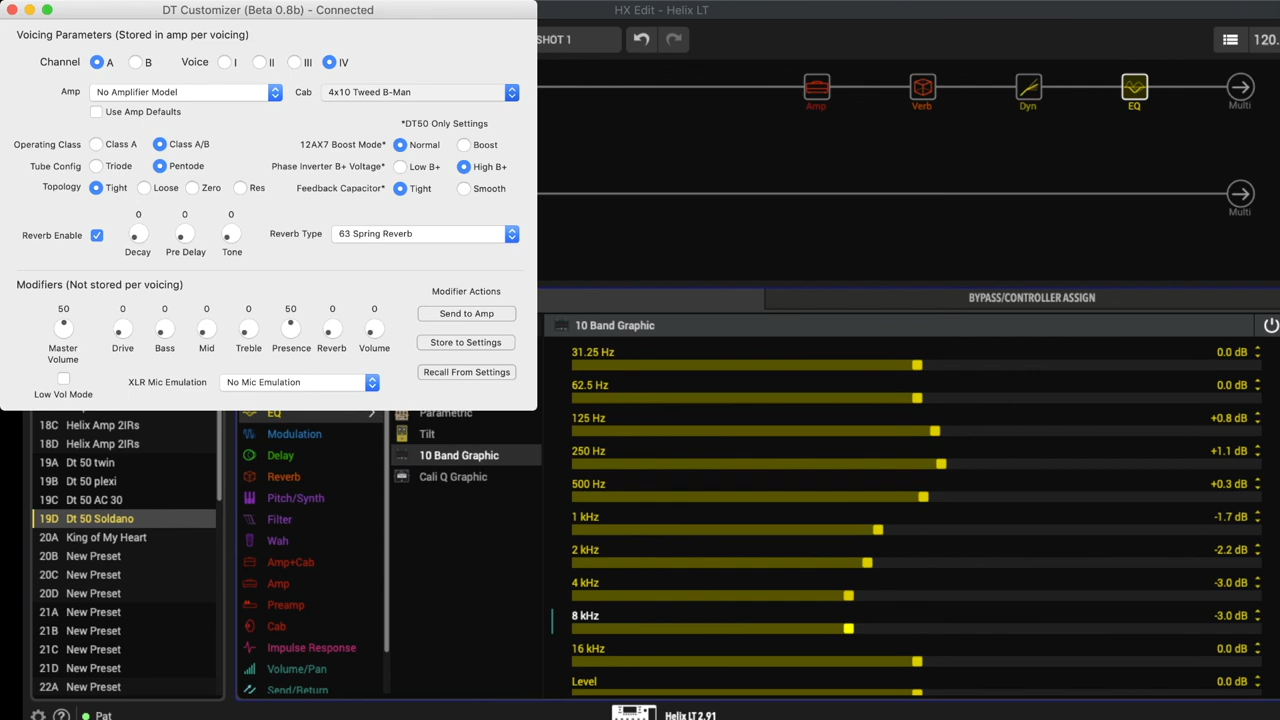 DT Customizer (Beta 0.8b) - Connected
HX Edit - Helix LT
Voicing Parameters (Stored in amp per voicing)
SHOT 1
120.
Channel A B Voice I II III IV
Amp No Amplifier Model Cab 4x10 Tweed B-Man
Use Amp Defaults
Amp Verb Dyn EQ Multi
*DT50 Only Settings
Operating Class Class A Class A/B 12AX7 Boost Mode* Normal Boost
Tube Config Triode Pentode Phase Inverter B+ Voltage* Low B+ High B+
Topology Tight Loose Zero Res Feedback Capacitor* Tight Smooth
Multi
0 0 0
Reverb Enable Reverb Type 63 Spring Reverb
Decay Pre Delay Tone
Modifiers (Not stored per voicing)
Modifier Actions
50 0 0 0 0 50 0 0
Send to Amp
Master Volume Drive Bass Mid Treble Presence Reverb Volume
Store to Settings
Recall From Settings
Low Vol Mode
XLR Mic Emulation No Mic Emulation
BYPASS/CONTROLLER ASSIGN
10 Band Graphic
31.25 Hz 0.0 dB
62.5 Hz 0.0 dB
125 Hz +0.8 dB
250 Hz +1.1 dB
500 Hz +0.3 dB
1 kHz -1.7 dB
2 kHz -2.2 dB
4 kHz -3.0 dB
8 kHz -3.0 dB
16 kHz 0.0 dB
Level 0.0 dB
18C Helix Amp 2IRs
18D Helix Amp 2IRs
19A Dt 50 twin
19B Dt 50 plexi
19C Dt 50 AC 30
19D Dt 50 Soldano
20A King of My Heart
20B New Preset
20C New Preset
20D New Preset
21A New Preset
21B New Preset
21C New Preset
21D New Preset
22A New Preset
EQ
Modulation
Delay
Reverb
Pitch/Synth
Filter
Wah
Amp+Cab
Amp
Preamp
Cab
Impulse Response
Volume/Pan
Send/Return
Parametric
Tilt
10 Band Graphic
Cali Q Graphic
Pat
Helix LT 2.91